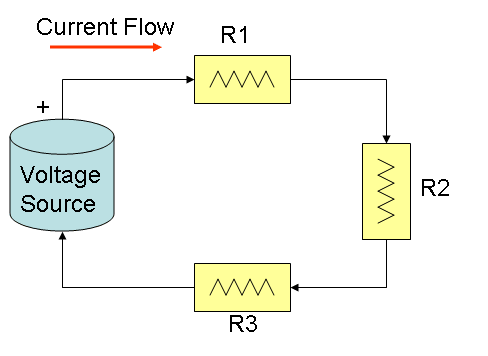 Current Flow
R1
+
Voltage
Source
R2
R3